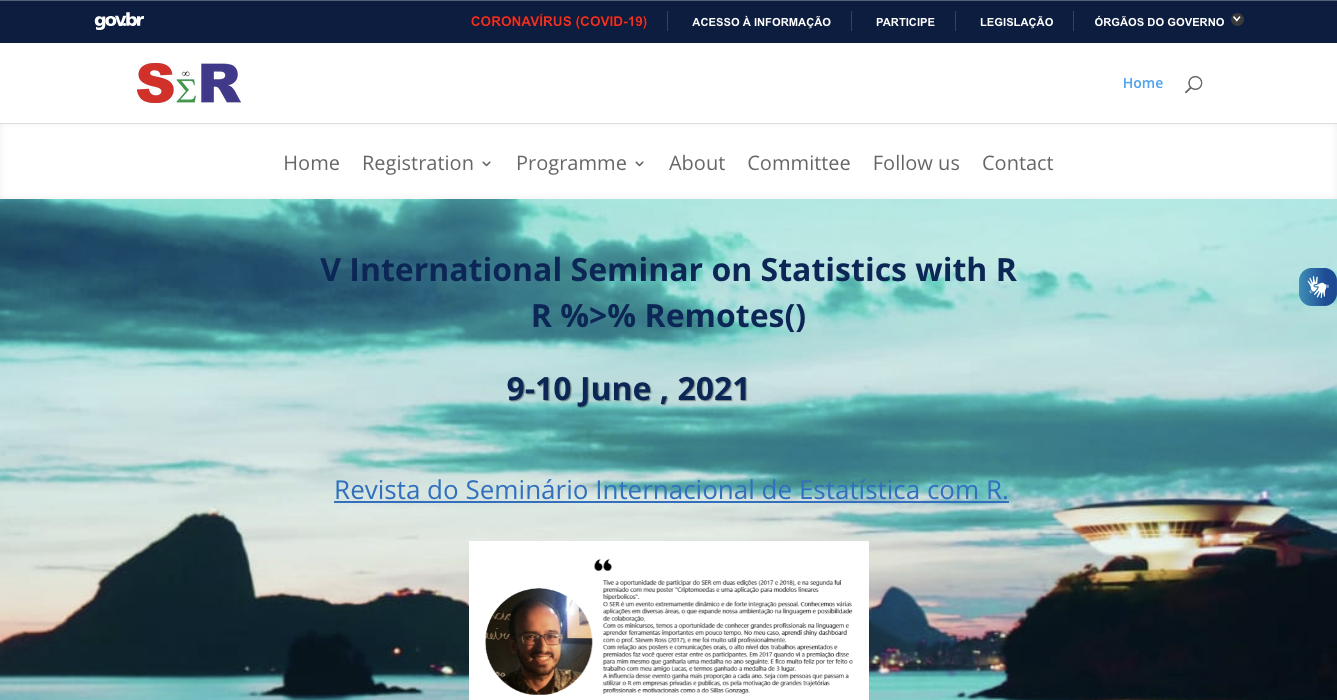 gov.br
CORONAVÍRUS (COVID-19)
ACESSO À INFORMAÇÃO
PARTICIPE
LEGISLAÇÃO
ÓRGÃOS DO GOVERNO
S∞ΣR
Home
Home
Registration
Programme
About
Committee
Follow us
Contact
V International Seminar on Statistics with R
R %>% Remotes()
9-10 June , 2021
Revista do Seminário Internacional de Estatística com R.
Tive a oportunidade de participar do SER em duas edições (2017 e 2018), e na segunda fui
premiado com meu poster "Criptomoedas e uma aplicação para modelos lineares
hiperbolicos".
O SER é um evento extremamente dinâmico e de forte integração pessoal. Conhecemos várias
aplicações em diversas áreas, o que expande nossa ambientação na linguagem e possibilidade
de colaboração.
Com os minicursos, temos a oportunidade de conhecer grandes profissionais na linguagem e
aprender ferramentas importantes em pouco tempo. No meu caso, aprendi shiny dashboard
com o prof. Steven Ross (2017), e me foi muito util profissionalmente.
Com relação aos posters e comunicações orais, o alto nível dos trabalhos apresentados e
premiados faz você querer estar entre os participantes. Em 2017 quando vi a premiação disse
para mim mesmo que ganharia uma medalha no ano seguinte. E fico muito feliz por ter feito o
trabalho com meu amigo Lucas, e termos ganhado a medalha de 3 lugar.
A influencia desse evento ganha mais proporção a cada ano. Seja com pessoas que passam a
utilizar o R em empresas privadas e publicas, os pela motivação de grandes trajetórias
profissionais e motivacionais como a do Sillas Gonzaga.